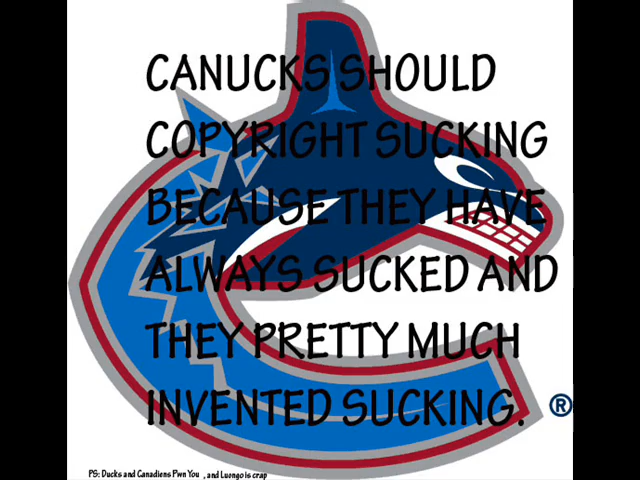 CANUCKS SHOULD
COPYRIGHT SUCKING
BECAUSE THEY HAVE
ALWAYS SUCKED AND
THEY PRETTY MUCH
INVENTED SUCKING.
®
PS: Ducks and Canadiens Pwn You , and Luongo is crap